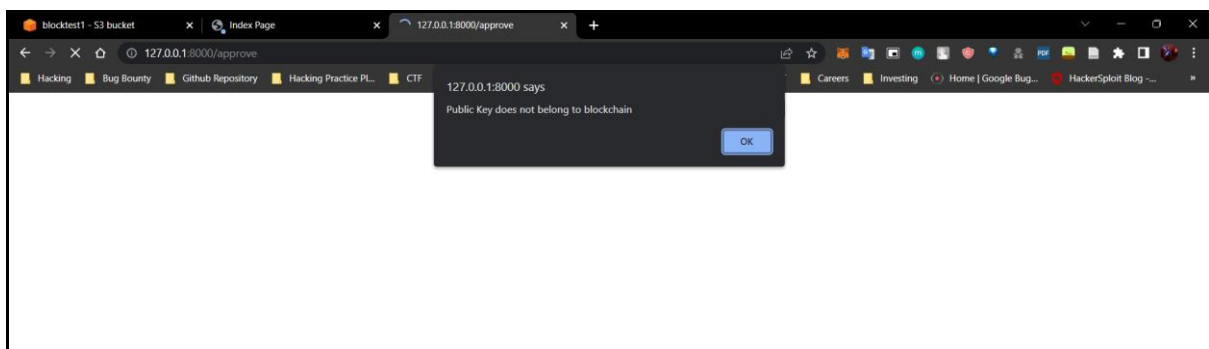 blocktest1 - S3 bucket
Index Page
127.0.0.1:8000/approve
127.0.0.1:8000/approve
PDF
Hacking
Bug Bounty
Github Repository
Hacking Practice Pl...
CTF
Careers
Investing
Home | Google Bug...
HackerSploit Blog -...
127.0.0.1:8000 says
Public Key does not belong to blockchain
OK